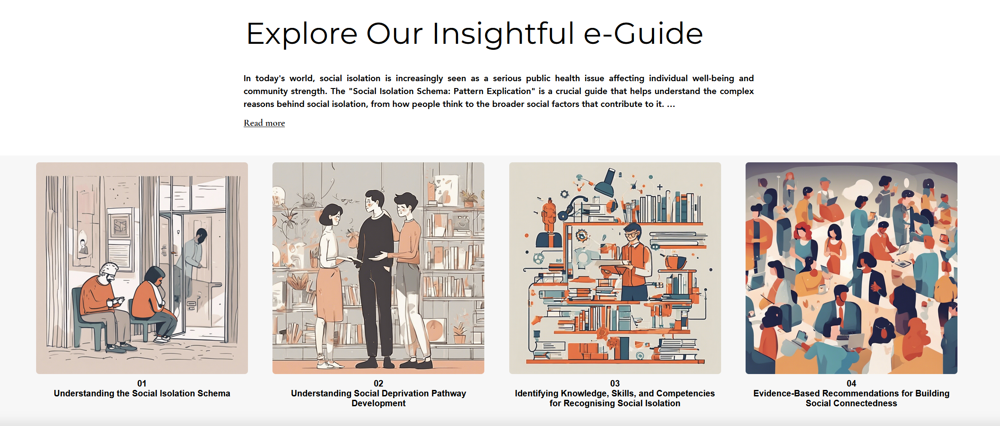 Explore Our Insightful e-Guide
In today's world, social isolation is increasingly seen as a serious public health issue affecting individual well-being and
community strength. The "Social Isolation Schema: Pattern Explication" is a crucial guide that helps understand the complex
reasons behind social isolation, from how people think to the broader social factors that contribute to it. ...
Read more
01
Understanding the Social Isolation Schema
02
Understanding Social Deprivation Pathway
Development
03
Identifying Knowledge, Skills, and Competencies
for Recognising Social Isolation
04
Evidence-Based Recommendations for Building
Social Connectedness